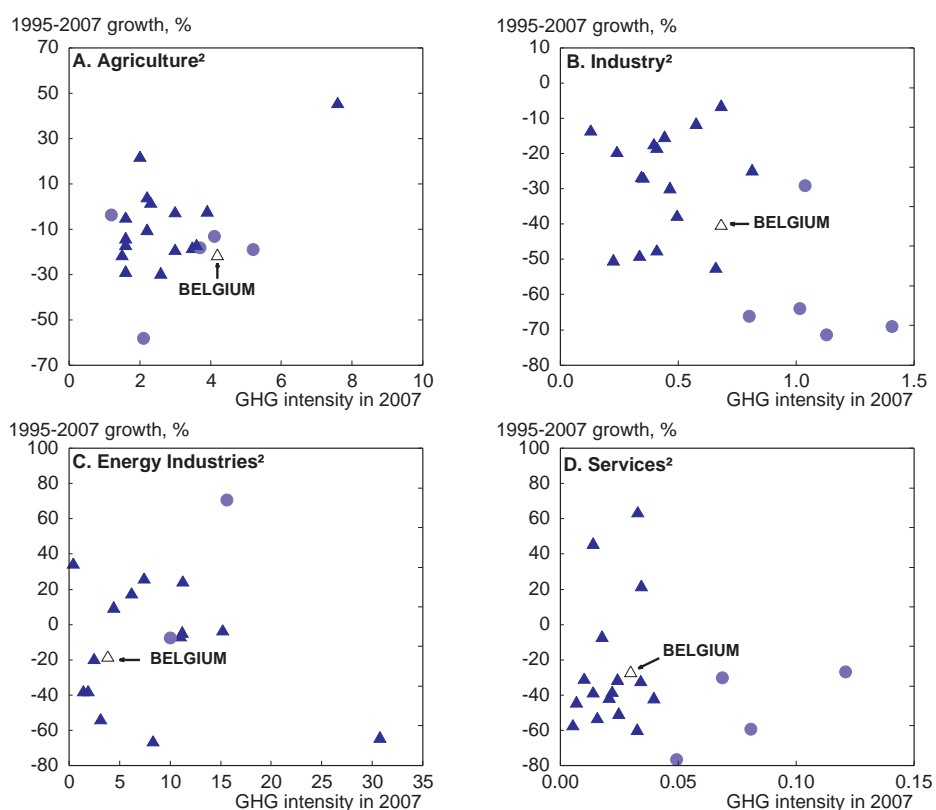 1995-2007 growth, %
A. Agriculture²
70
50
30
10
-10
-30
-50
-70
BELGIUM
0 2 4 6 8 10
GHG intensity in 2007
1995-2007 growth, %
B. Industry²
10
0
-10
-20
-30
-40
-50
-60
-70
-80
BELGIUM
0.0 0.5 1.0 1.5
GHG intensity in 2007
1995-2007 growth, %
C. Energy Industries²
100
80
60
40
20
0
-20
-40
-60
-80
BELGIUM
0 5 10 15 20 25 30 35
GHG intensity in 2007
1995-2007 growth, %
D. Services²
100
80
60
40
20
0
-20
-40
-60
-80
BELGIUM
0.00 0.05 0.10 0.15
GHG intensity in 2007